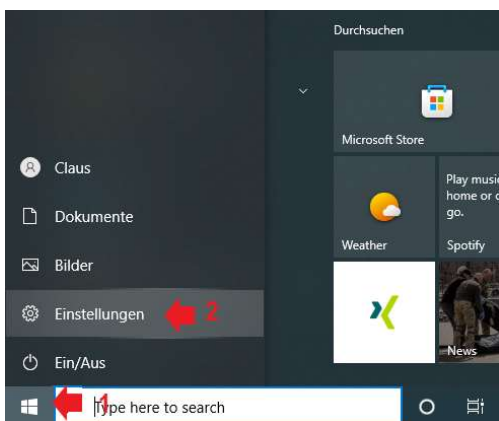 Durchsuchen
Microsoft Store
Claus
Dokumente
Play music
home or o
go.
Weather
Spotify
Bilder
Einstellungen
2
News
Ein/Aus
1
Type here to search